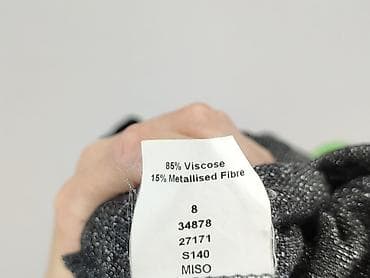 85% Viscose
15% Metallised Fibre
8
34878
27171
S140
MISO